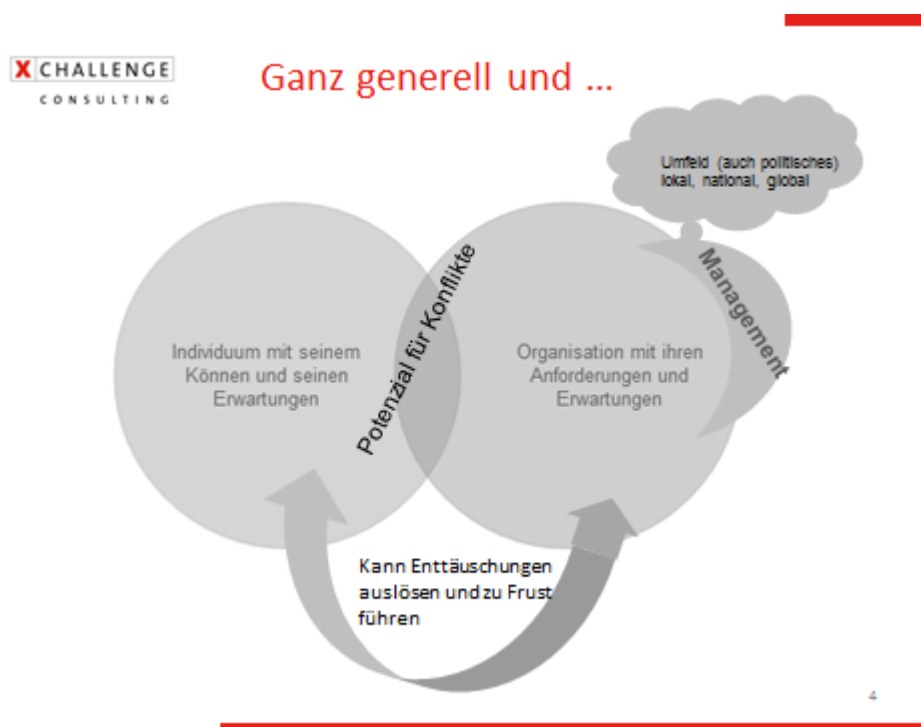 X CHALLENGE
CONSULTING
Ganz generell und ...
Umfeld (auch politisches)
lokal, national, global
Management
Potenzial für Konflikte
Individuum mit seinem
Können und seinen
Erwartungen
Organisation mit ihren
Anforderungen und
Erwartungen
Kann Enttäuschungen
auslösen und zu Frust
führen
4